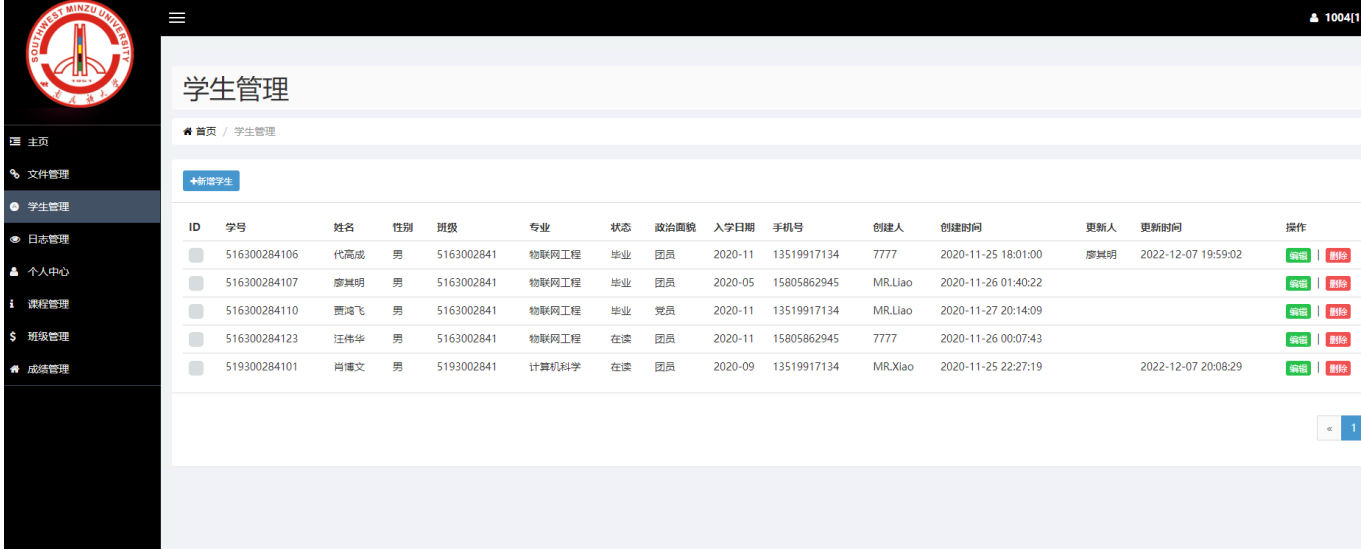 SOUTHWEST MINZU UNIVERSITY
1951
1004[1
学生管理
首页 / 学生管理
主页
文件管理
学生管理
日志管理
个人中心
课程管理
班级管理
成绩管理
+新增学生
ID 学号 姓名 性别 班级 专业 状态 政治面貌 入学日期 手机号 创建人 创建时间 更新人 更新时间 操作
516300284106 代高成 男 5163002841 物联网工程 毕业 团员 2020-11 13519917134 7777 2020-11-25 18:01:00 廖其明 2022-12-07 19:59:02 编辑 | 删除
516300284107 廖其明 男 5163002841 物联网工程 毕业 团员 2020-05 15805862945 MR.Liao 2020-11-26 01:40:22 编辑 | 删除
516300284110 贾鸿飞 男 5163002841 物联网工程 毕业 党员 2020-11 13519917134 MR.Liao 2020-11-27 20:14:09 编辑 | 删除
516300284123 汪伟华 男 5163002841 物联网工程 在读 团员 2020-11 15805862945 7777 2020-11-26 00:07:43 编辑 | 删除
519300284101 肖博文 男 5193002841 计算机科学 在读 团员 2020-09 13519917134 MR.Xiao 2020-11-25 22:27:19 2022-12-07 20:08:29 编辑 | 删除
« 1